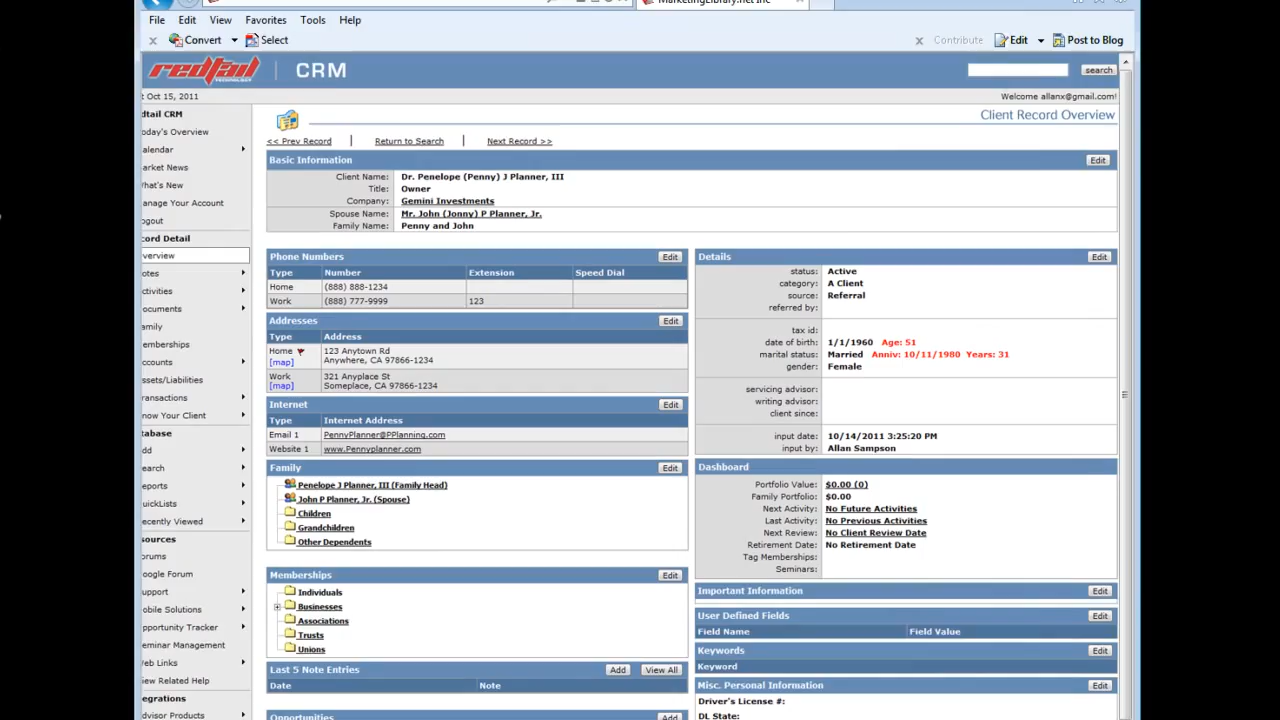 MarketingLibrary.net Inc
File Edit View Favorites Tools Help
Convert Select Contribute Edit Post to Blog
redtail TECHNOLOGY CRM search
t Oct 15, 2011 Welcome allanx@gmail.com!
dtail CRM
oday's Overview
alendar
arket News
hat's New
anage Your Account
ogout
cord Detail
verview
otes
ctivities
ocuments
amily
emberships
ccounts
ssets/Liabilities
ransactions
now Your Client
atabase
dd
earch
eports
uickLists
ecently Viewed
sources
orums
oogle Forum
upport
obile Solutions
pportunity Tracker
eminar Management
eb Links
iew Related Help
tegrations
dvisor Products
Client Record Overview
<< Prev Record | Return to Search | Next Record >>
Basic Information Edit
Client Name: Dr. Penelope (Penny) J Planner, III
Title: Owner
Company: Gemini Investments
Spouse Name: Mr. John (Jonny) P Planner, Jr.
Family Name: Penny and John
Phone Numbers Edit
Type Number Extension Speed Dial
Home (888) 888-1234
Work (888) 777-9999 123
Addresses Edit
Type Address
Home 123 Anytown Rd
[map] Anywhere, CA 97866-1234
Work 321 Anyplace St
[map] Someplace, CA 97866-1234
Internet Edit
Type Internet Address
Email 1 PennyPlanner@PPlanning.com
Website 1 www.Pennyplanner.com
Family Edit
Penelope J Planner, III (Family Head)
John P Planner, Jr. (Spouse)
Children
Grandchildren
Other Dependents
Memberships Edit
Individuals
Businesses
Associations
Trusts
Unions
Last 5 Note Entries Add View All
Date Note
Opportunities Add
Details Edit
status: Active
category: A Client
source: Referral
referred by:
tax id:
date of birth: 1/1/1960 Age: 51
marital status: Married Anniv: 10/11/1980 Years: 31
gender: Female
servicing advisor:
writing advisor:
client since:
input date: 10/14/2011 3:25:20 PM
input by: Allan Sampson
Dashboard
Portfolio Value: $0.00 (0)
Family Portfolio: $0.00
Next Activity: No Future Activities
Last Activity: No Previous Activities
Next Review: No Client Review Date
Retirement Date: No Retirement Date
Tag Memberships:
Seminars:
Important Information Edit
User Defined Fields Edit
Field Name Field Value
Keywords Edit
Keyword
Misc. Personal Information Edit
Driver's License #:
DL State: